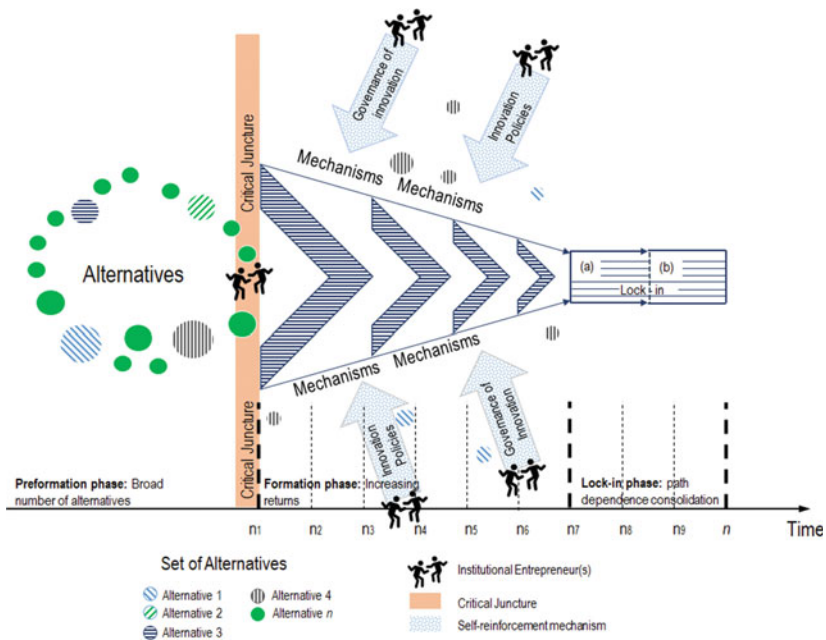 Governance of
innovation
Innovation
Policies
Critical Juncture
Mechanisms
Mechanisms
Alternatives
(a)
(b)
Lock - in
Mechanisms
Mechanisms
Critical Juncture
Innovation
Policies
Governance of
Innovation
Preformation phase: Broad
number of alternatives
Formation phase: Increasing
returns
Lock-in phase: path
dependence consolidation
n1
n2
n3
n4
n5
n6
n7
n8
n9
n
Time
Set of Alternatives
Alternative 1
Alternative 2
Alternative 3
Alternative 4
Alternative n
Institutional Entrepreneur(s)
Critical Juncture
Self-reinforcement mechanism